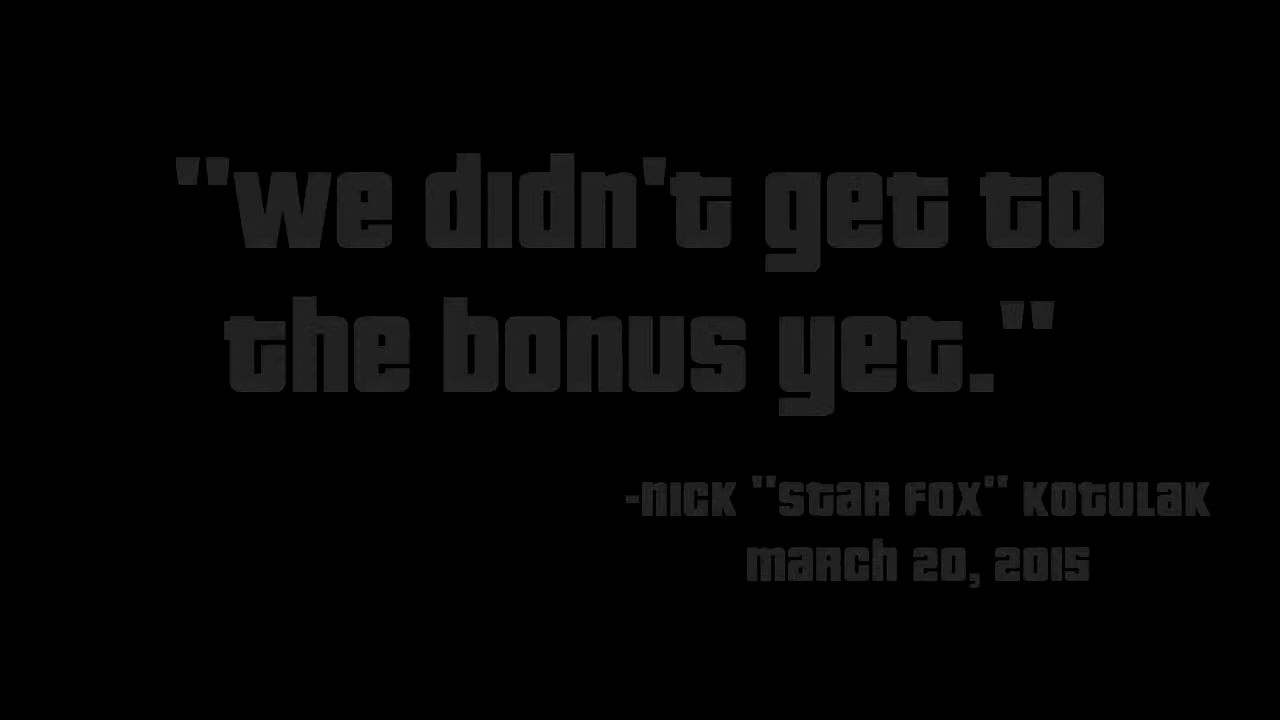 "we didn't get to
the bonus yet."
-Nick "Star Fox" Kotulak
March 20, 2015